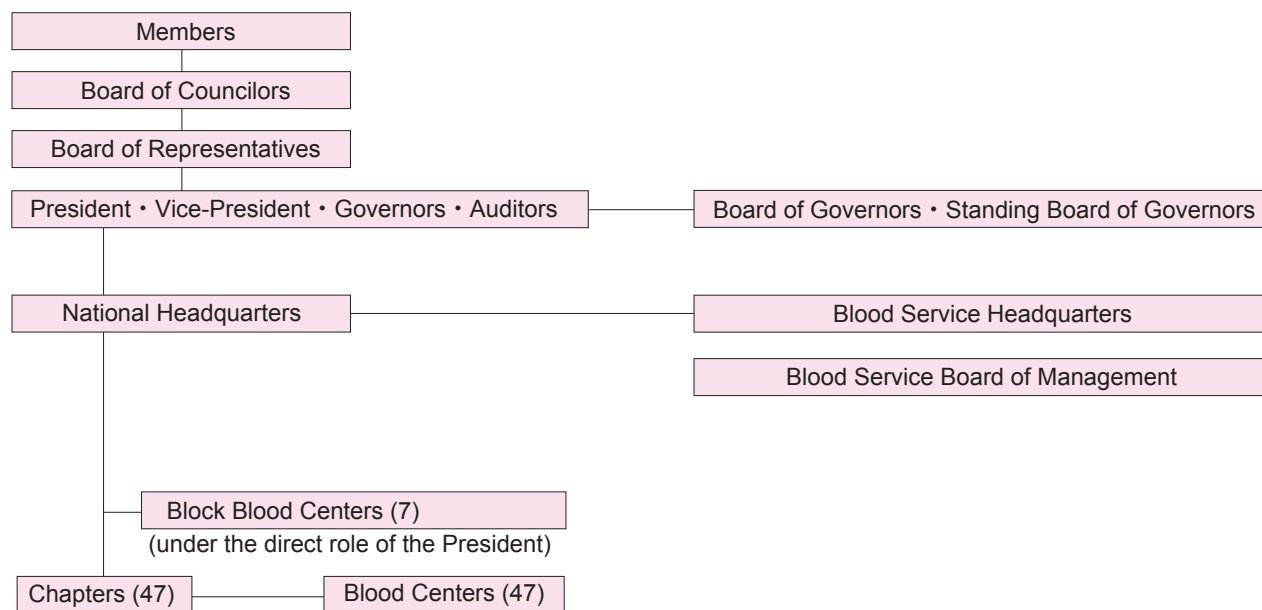 Members
Board of Councilors
Board of Representatives
President・Vice-President・Governors・Auditors
Board of Governors・Standing Board of Governors
National Headquarters
Blood Service Headquarters
Blood Service Board of Management
Block Blood Centers (7)
(under the direct role of the President)
Chapters (47)
Blood Centers (47)